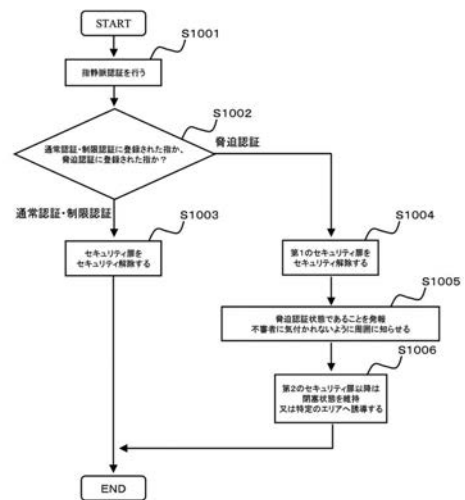 START
S1001
指静脈認証を行う
S1002
通常認証・制限認証に登録された指か、
脅迫認証に登録された指か？
脅迫認証
通常認証・制限認証
S1003
セキュリティ扉を
セキュリティ解除する
S1004
第1のセキュリティ扉を
セキュリティ解除する
S1005
脅迫認証状態であることを発報
不審者に気付かれないように周囲に知らせる
S1006
第2のセキュリティ扉以降は
閉塞状態を維持
又は特定のエリアへ誘導する
END